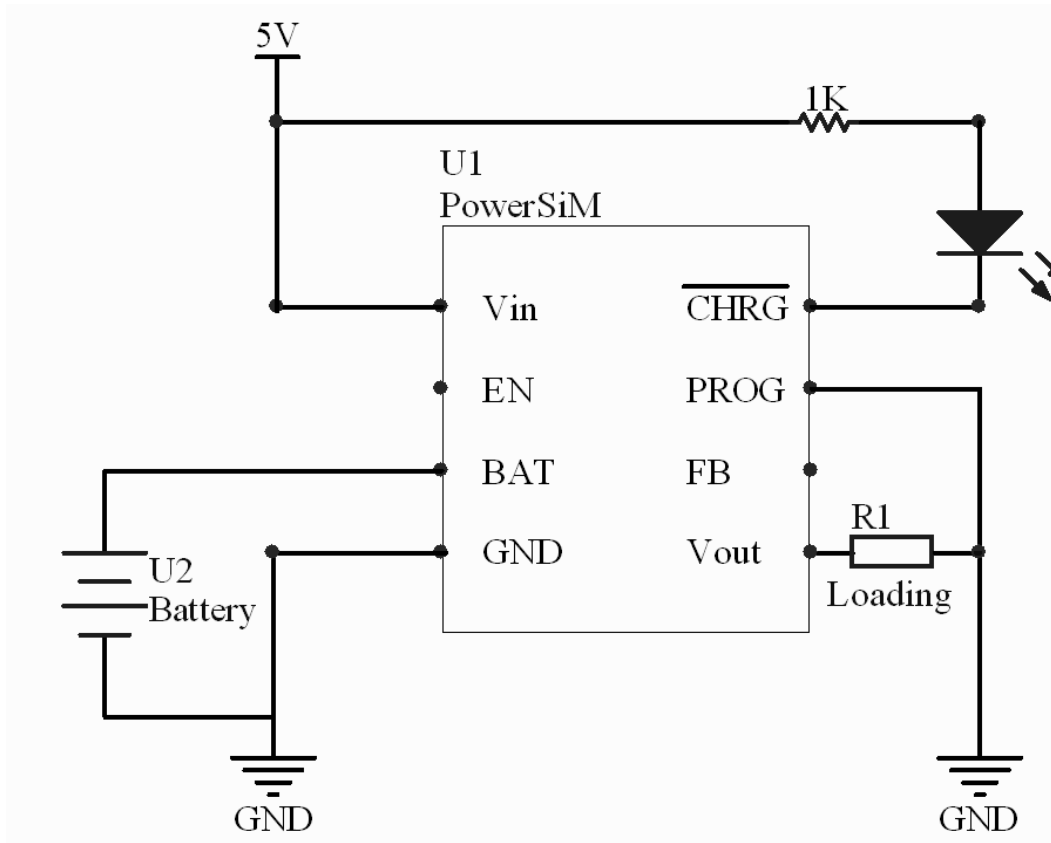 5V
1K
U1
PowerSiM
Vin
CHRG
EN
PROG
BAT
FB
GND
Vout
R1
Loading
U2
Battery
GND
GND